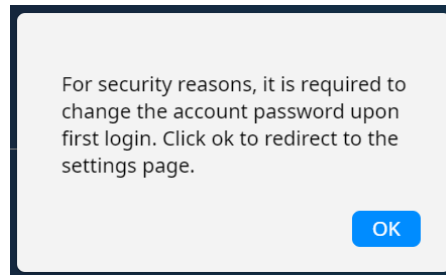 For security reasons, it is required to
change the account password upon
first login. Click ok to redirect to the
settings page.
OK